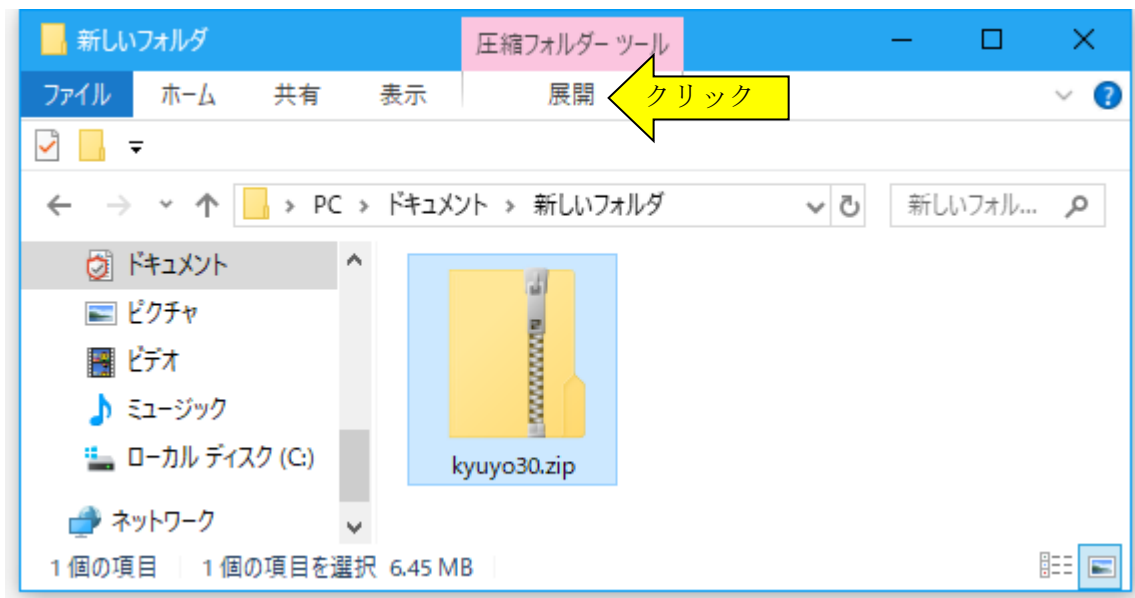 新しいフォルダ 圧縮フォルダー ツール
ファイル ホーム 共有 表示 展開 クリック
← → ↑ > PC > ドキュメント > 新しいフォルダ 新しいフォル...
ドキュメント
ピクチャ
ビデオ
ミュージック
ローカル ディスク (C:)
kyuyo30.zip
ネットワーク
1 個の項目 1 個の項目を選択 6.45 MB